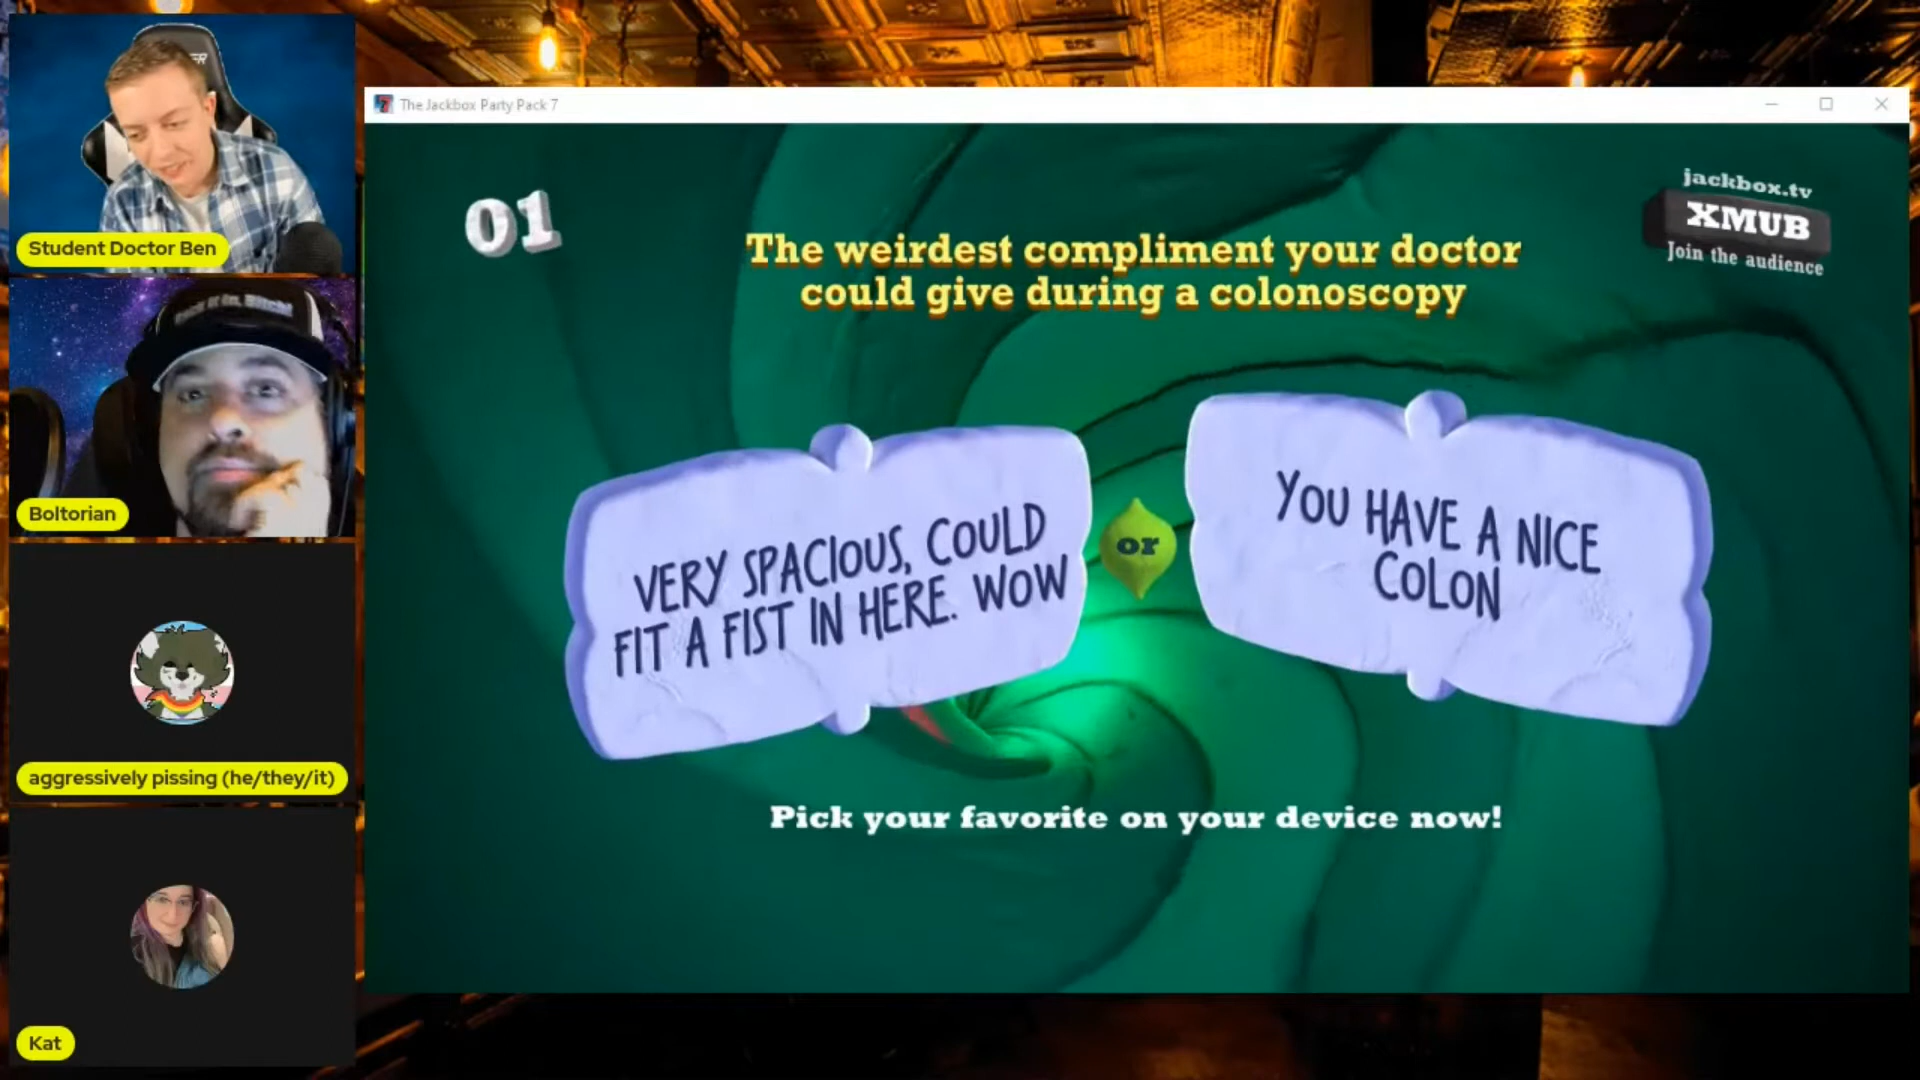 The Jackbox Party Pack 7
01
jackbox.tv
XMUB
Join the audience
The weirdest compliment your doctor
could give during a colonoscopy
VERY SPACIOUS, COULD
FIT A FIST IN HERE. WOW
or
YOU HAVE A NICE
COLON
Pick your favorite on your device now!
Student Doctor Ben
Boltorian
aggressively pissing (he/they/it)
Kat